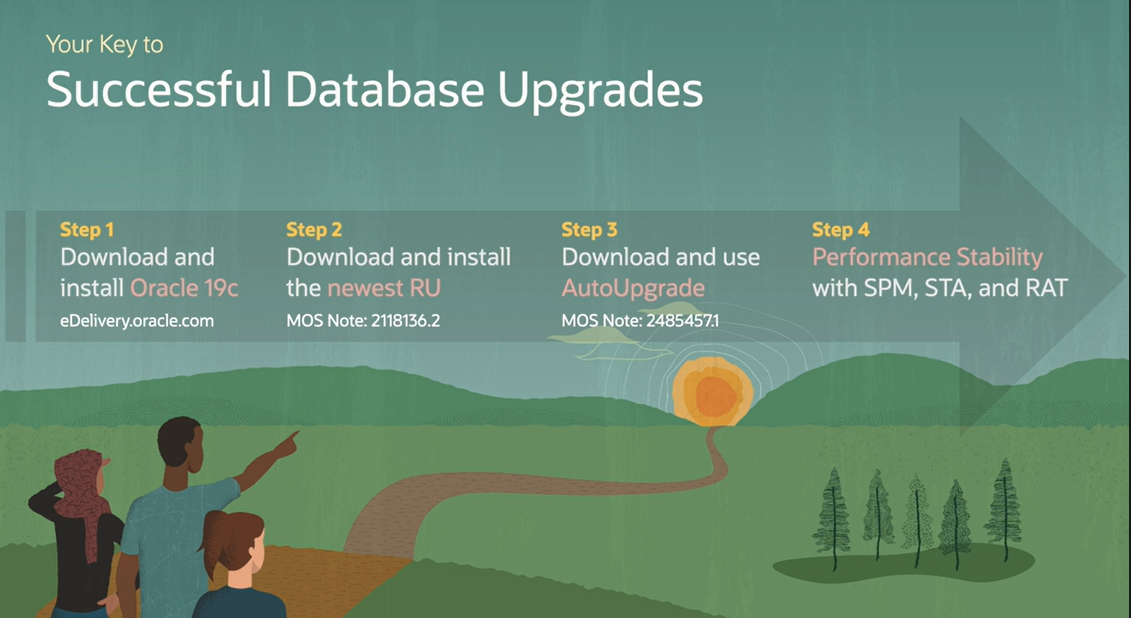 Your Key to
Successful Database Upgrades
Step 1
Download and
install Oracle 19c
eDelivery.oracle.com
Step 2
Download and install
the newest RU
MOS Note: 2118136.2
Step 3
Download and use
AutoUpgrade
MOS Note: 2485457.1
Step 4
Performance Stability
with SPM, STA, and RAT